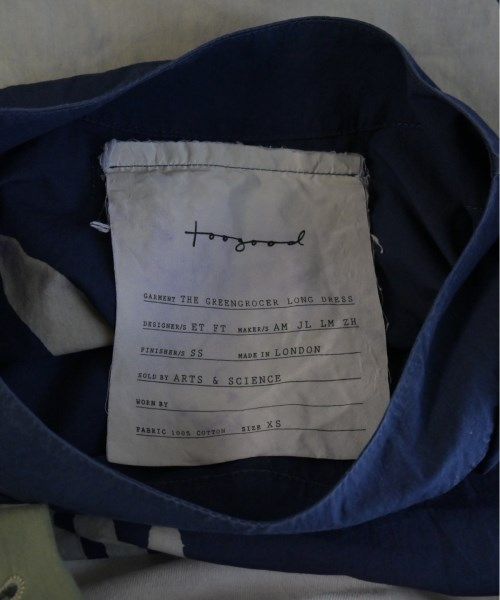 toogood
GARMENT THE GREENGROCER LONG DRESS
DESIGNER/S ET FT MAKER/S AM JL LM ZH
FINISHER/S SS MADE IN LONDON
SOLD BY ARTS & SCIENCE
WORN BY
FABRIC 100% COTTON SIZE XS